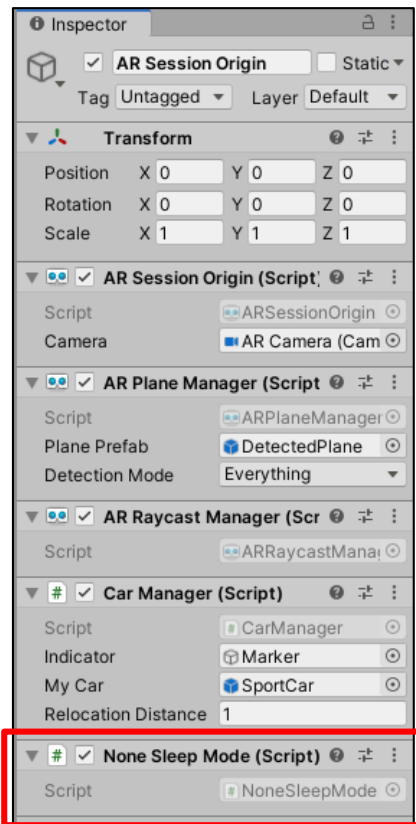 Inspector
AR Session Origin Static
Tag Untagged Layer Default
Transform
Position X 0 Y 0 Z 0
Rotation X 0 Y 0 Z 0
Scale X 1 Y 1 Z 1
AR Session Origin (Script)
Script ARSessionOrigin
Camera AR Camera (Cam
AR Plane Manager (Script
Script ARPlaneManager
Plane Prefab DetectedPlane
Detection Mode Everything
AR Raycast Manager (Scr
Script ARRaycastMana
# Car Manager (Script)
Script # CarManager
Indicator Marker
My Car SportCar
Relocation Distance 1
# None Sleep Mode (Script)
Script # NoneSleepMode